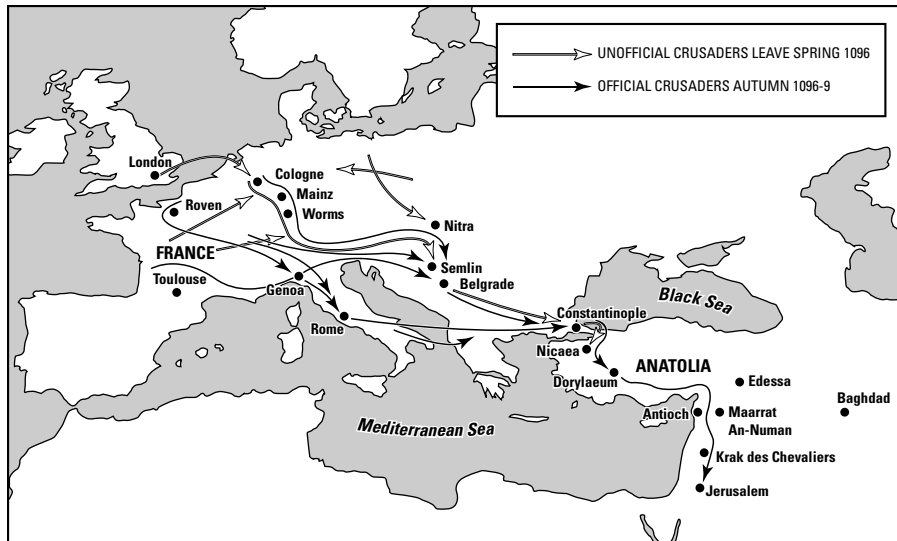 UNOFFICIAL CRUSADERS LEAVE SPRING 1096
OFFICIAL CRUSADERS AUTUMN 1096-9
London
Cologne
Mainz
Roven
Worms
Nitra
FRANCE
Semlin
Toulouse
Belgrade
Genoa
Black Sea
Rome
Constantinople
Nicaea
ANATOLIA
Dorylaeum
Edessa
Antioch
Maarrat
An-Numan
Baghdad
Mediterranean Sea
Krak des Chevaliers
Jerusalem